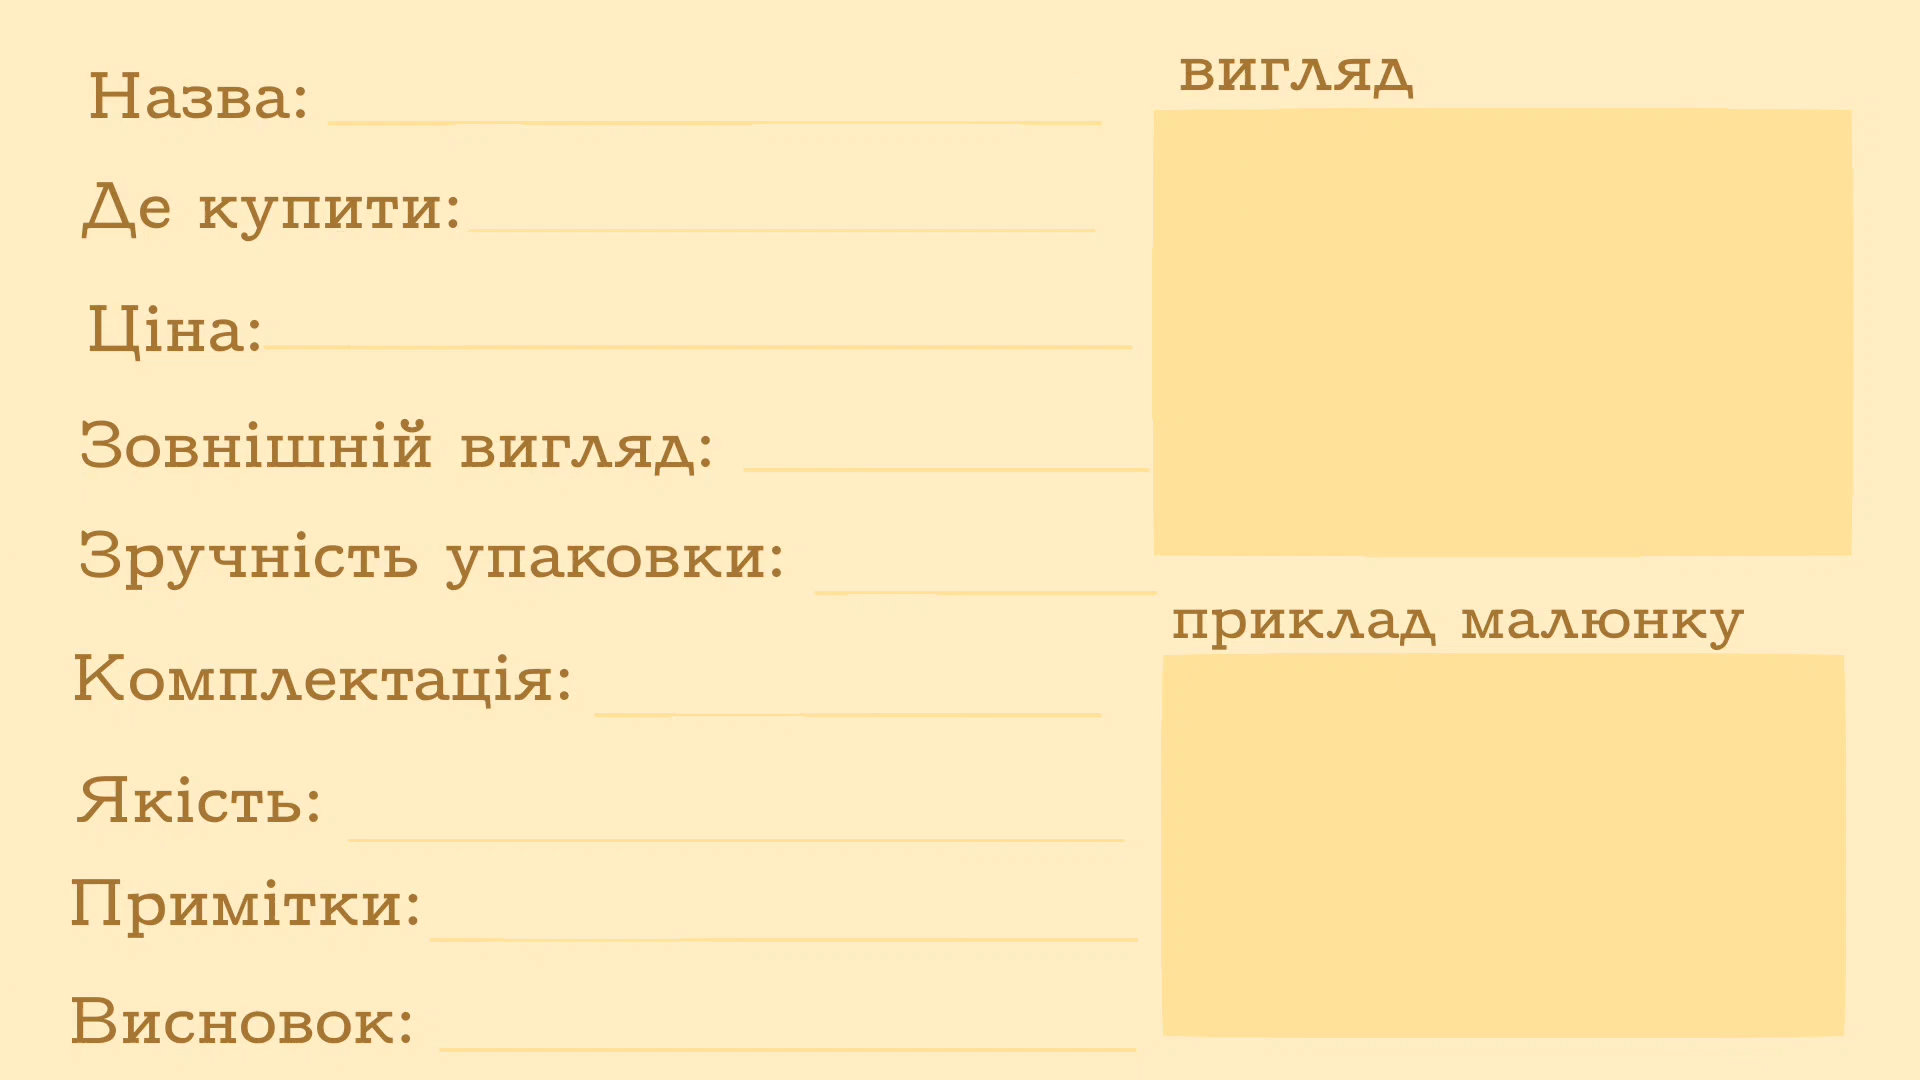 Назва:
Де купити:
Ціна:
Зовнішній вигляд:
Зручність упаковки:
Комплектація:
Якість:
Примітки:
Висновок:
вигляд
приклад малюнку